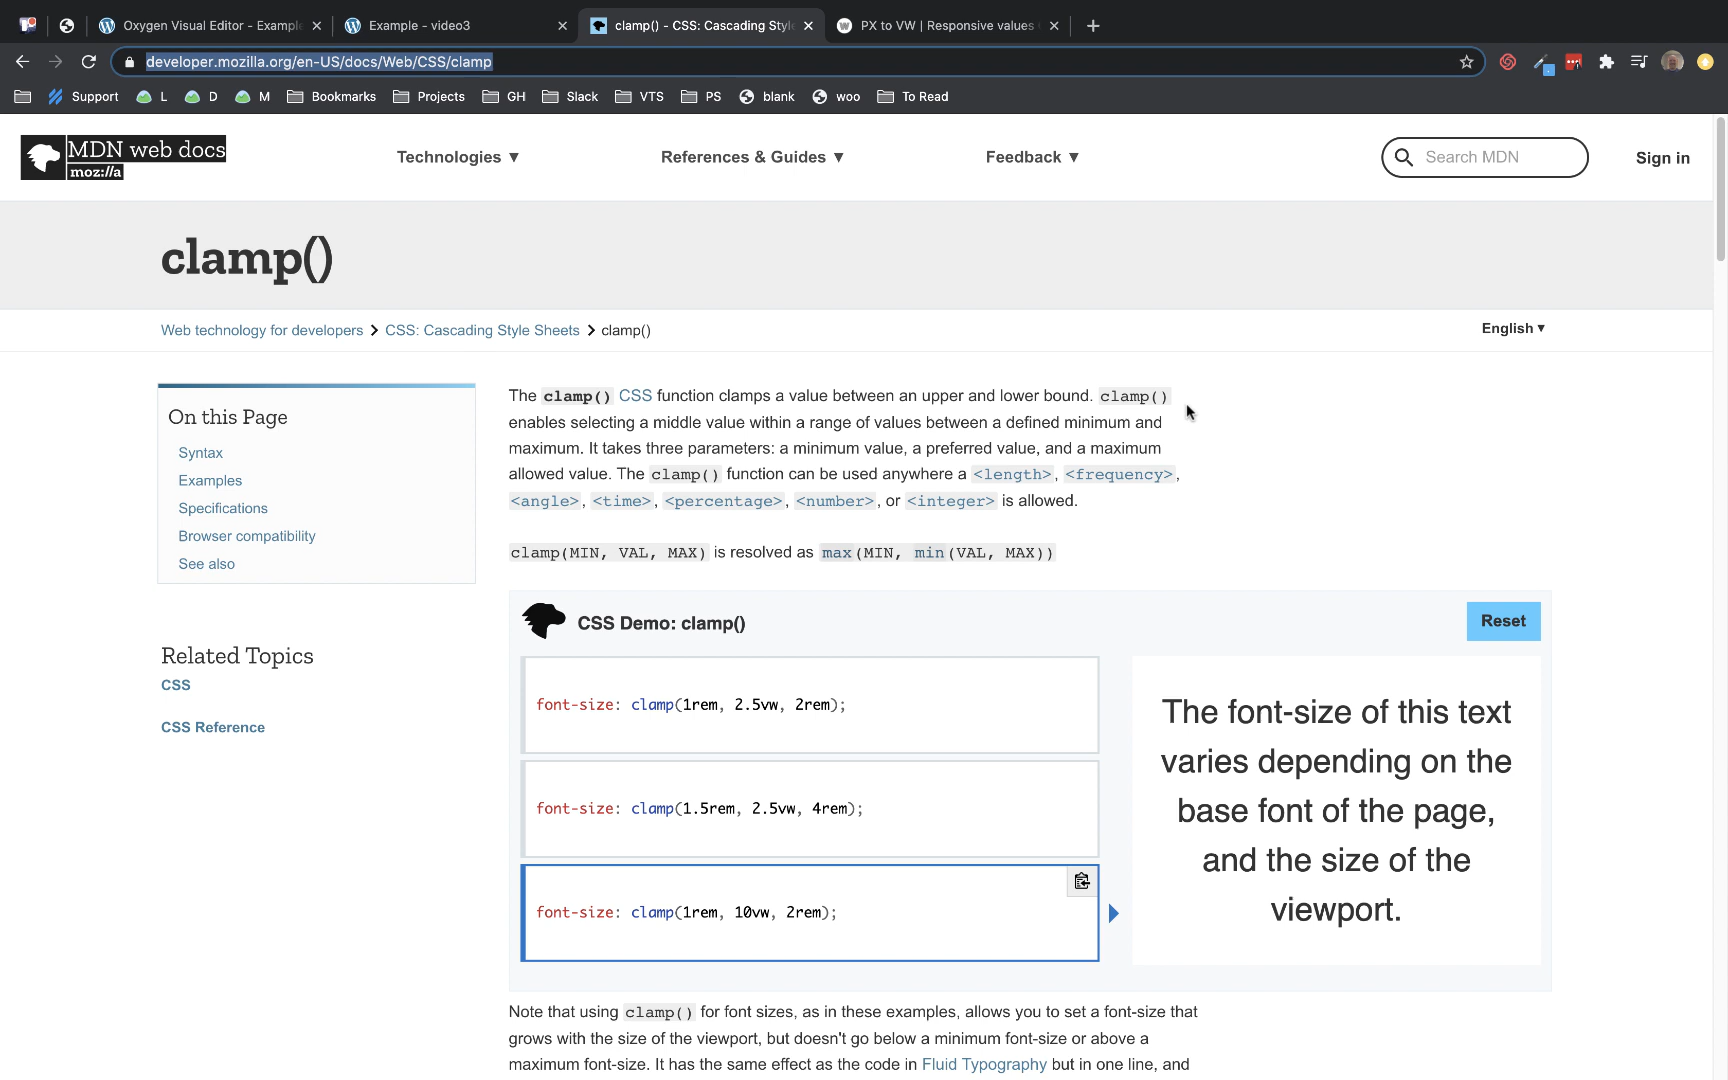 Oxygen Visual Editor - Example
Example - video3
clamp() - CSS: Cascading Style
PX to VW | Responsive values
developer.mozilla.org/en-US/docs/Web/CSS/clamp
Support L D M Bookmarks Projects GH Slack VTS PS blank woo To Read
MDN web docs
moz://a
Technologies ▼
References & Guides ▼
Feedback ▼
Search MDN
Sign in
clamp()
Web technology for developers > CSS: Cascading Style Sheets > clamp()
English ▼
On this Page
Syntax
Examples
Specifications
Browser compatibility
See also
Related Topics
CSS
CSS Reference
The clamp() CSS function clamps a value between an upper and lower bound. clamp()
enables selecting a middle value within a range of values between a defined minimum and
maximum. It takes three parameters: a minimum value, a preferred value, and a maximum
allowed value. The clamp() function can be used anywhere a <length>, <frequency>,
<angle>, <time>, <percentage>, <number>, or <integer> is allowed.
clamp(MIN, VAL, MAX) is resolved as max(MIN, min(VAL, MAX))
CSS Demo: clamp()
Reset
font-size: clamp(1rem, 2.5vw, 2rem);
font-size: clamp(1.5rem, 2.5vw, 4rem);
font-size: clamp(1rem, 10vw, 2rem);
The font-size of this text
varies depending on the
base font of the page,
and the size of the
viewport.
Note that using clamp() for font sizes, as in these examples, allows you to set a font-size that
grows with the size of the viewport, but doesn't go below a minimum font-size or above a
maximum font-size. It has the same effect as the code in Fluid Typography but in one line, and